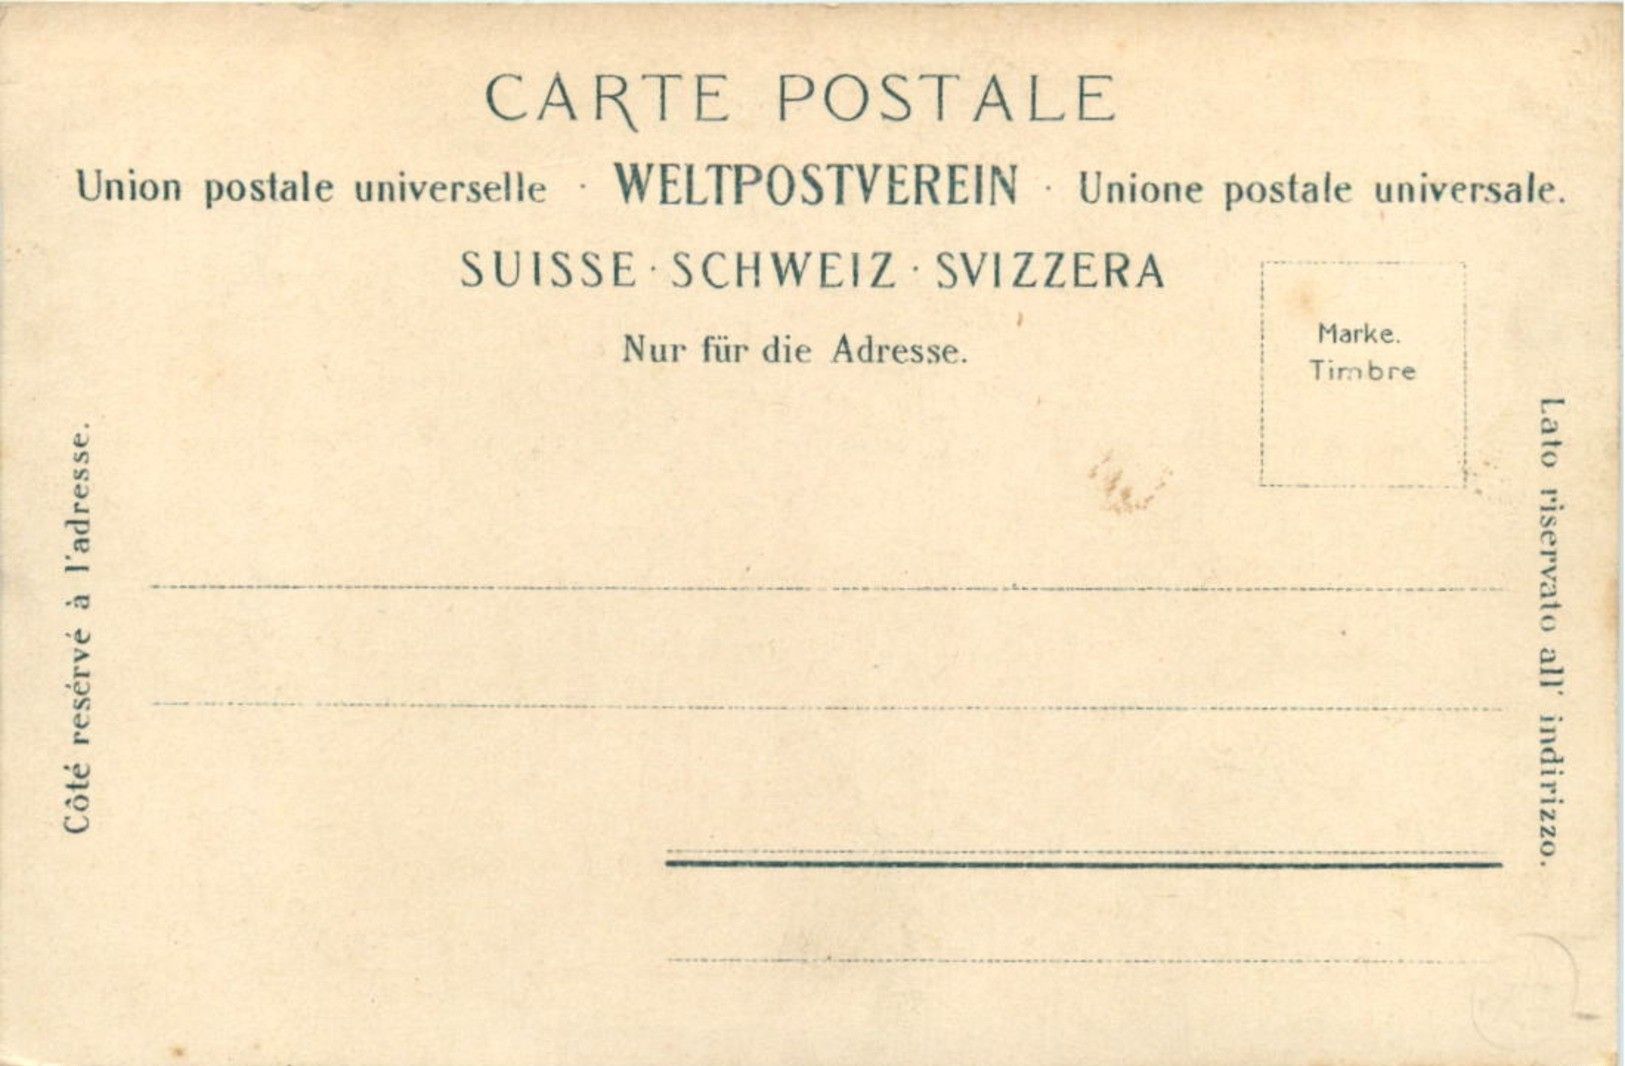 CARTE POSTALE
Union postale universelle · WELTPOSTVEREIN · Unione postale universale.
SUISSE · SCHWEIZ · SVIZZERA
Nur für die Adresse.
Marke.
Timbre
Côté resérvé à l'adresse.
Lato riservato all' indirizzo.